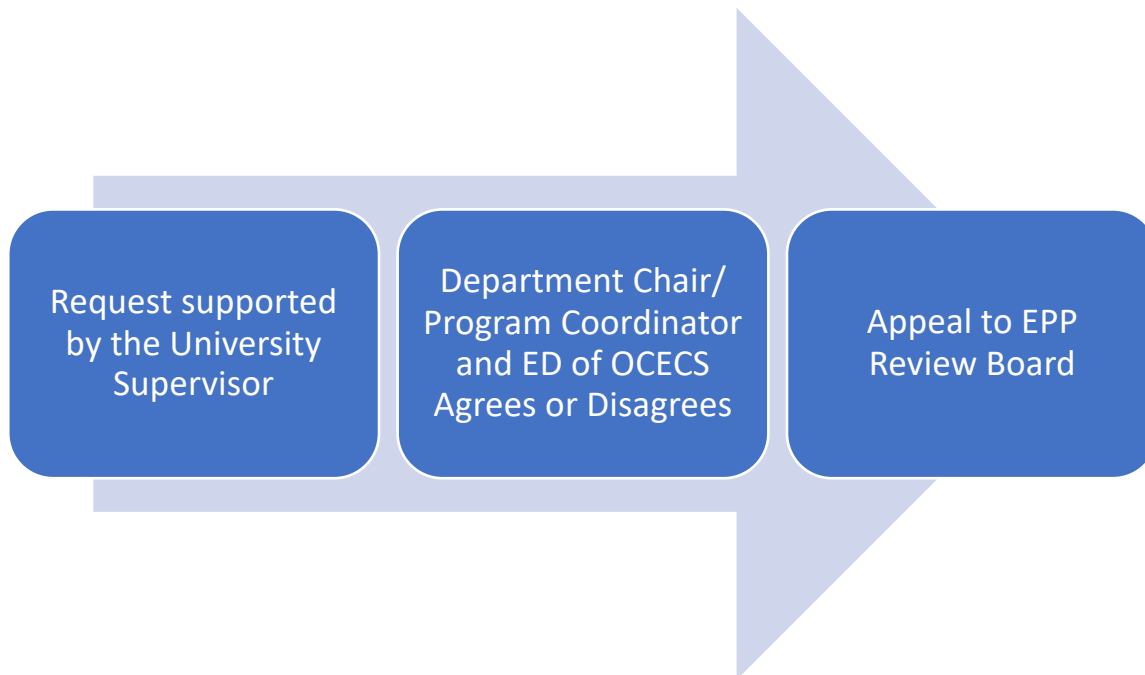 Request supported
by the University
Supervisor
Department Chair/
Program Coordinator
and ED of OCECS
Agrees or Disagrees
Appeal to EPP
Review Board